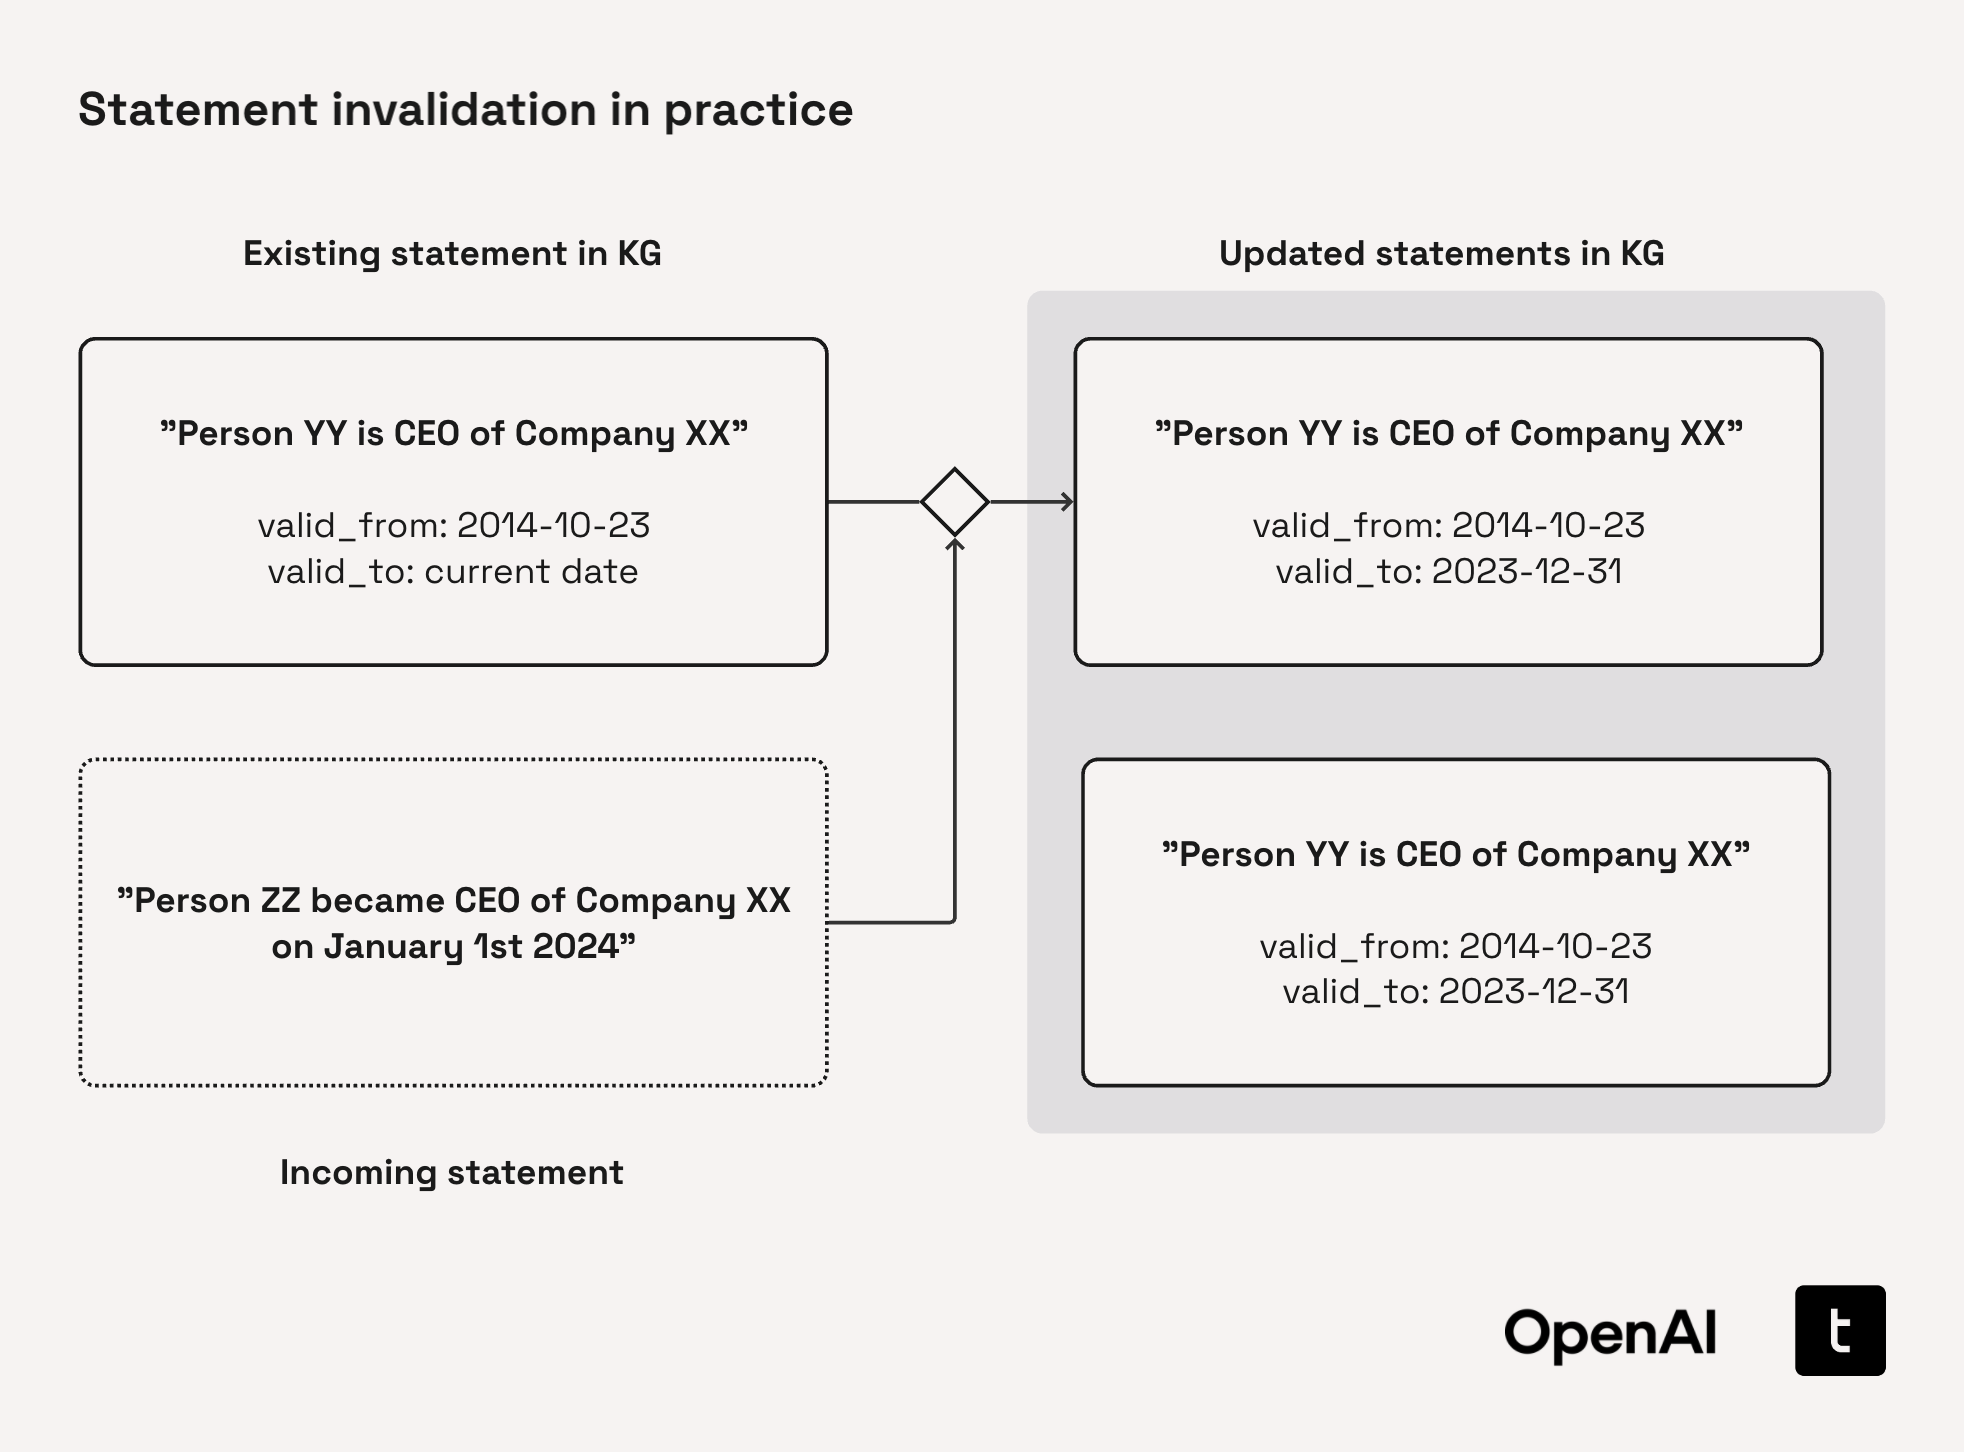 Statement invalidation in practice
Existing statement in KG
”Person YY is CEO of Company XX”
valid_from: 2014-10-23
valid_to: current date
”Person ZZ became CEO of Company XX
on January 1st 2024”
Incoming statement
Updated statements in KG
”Person YY is CEO of Company XX”
valid_from: 2014-10-23
valid_to: 2023-12-31
”Person YY is CEO of Company XX”
valid_from: 2014-10-23
valid_to: 2023-12-31
OpenAI
t